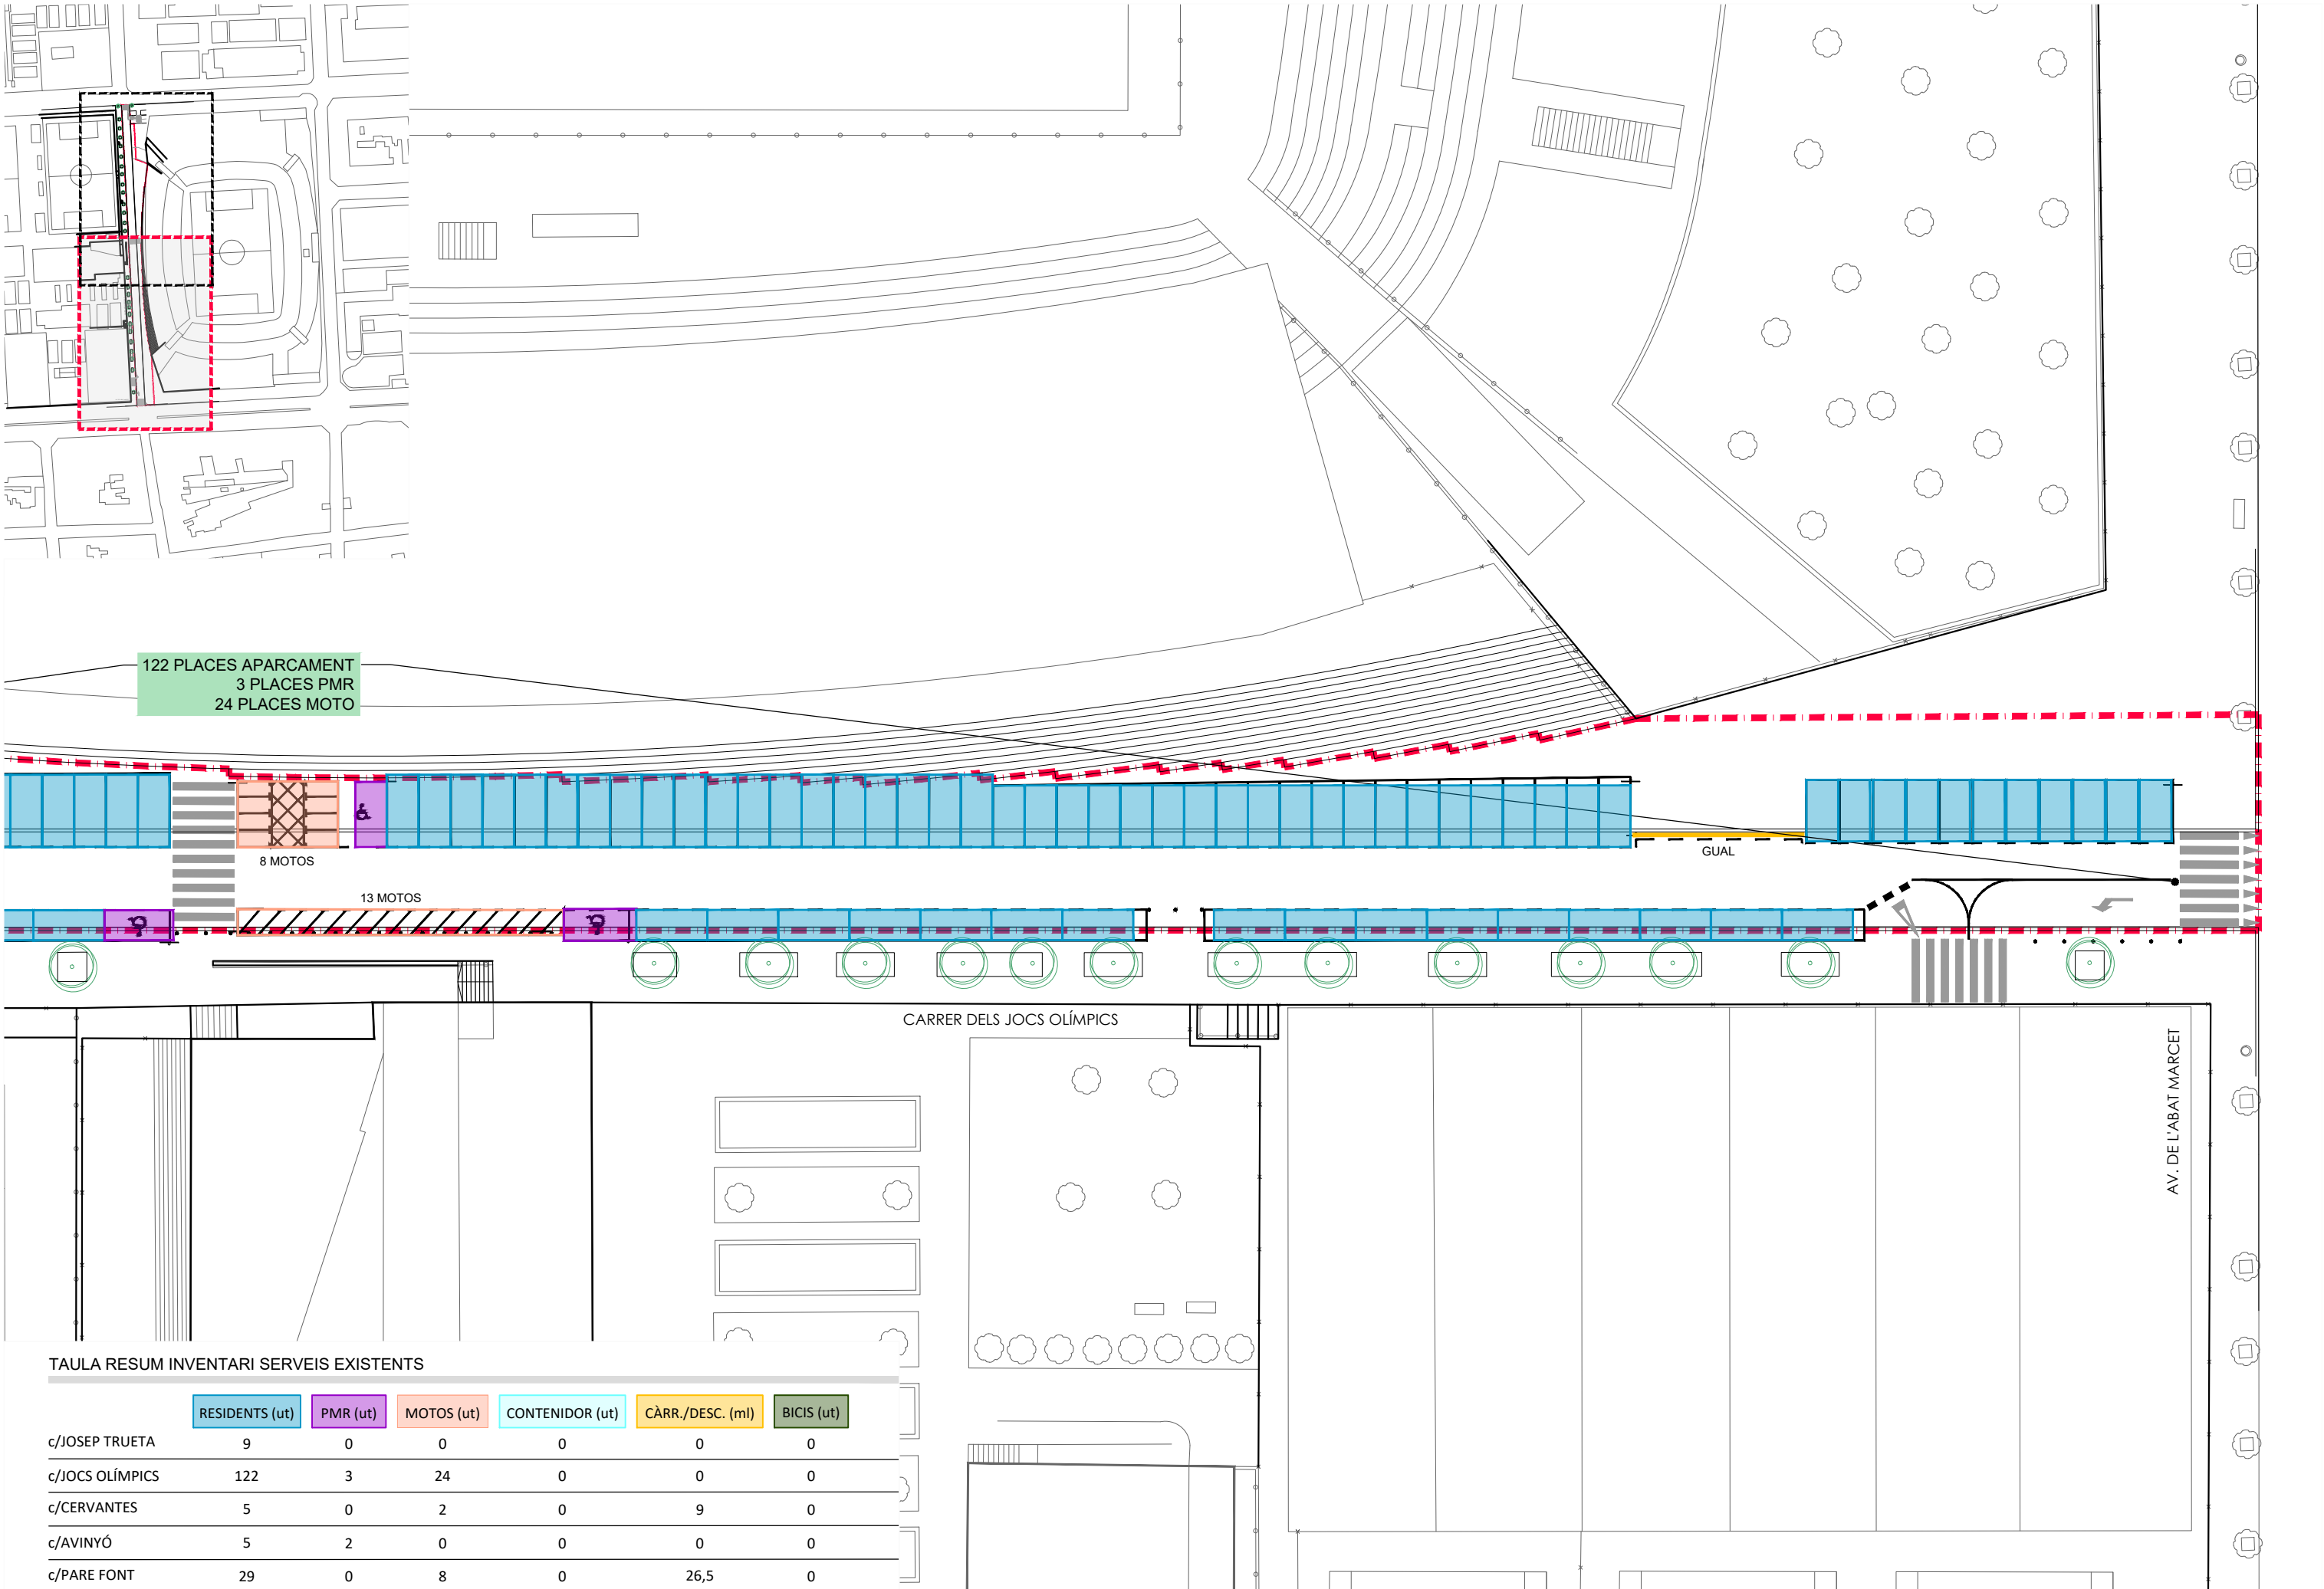 122 PLACES APARCAMENT
3 PLACES PMR
24 PLACES MOTO
8 MOTOS
GUAL
13 MOTOS
CARRER DELS JOCS OLÍMPICS
AV. DE L'ABAT MARCET
TAULA RESUM INVENTARI SERVEIS EXISTENTS
RESIDENTS (ut) PMR (ut) MOTOS (ut) CONTENIDOR (ut) CÀRR./DESC. (ml) BICIS (ut)
c/JOSEP TRUETA 9 0 0 0 0 0
c/JOCS OLÍMPICS 122 3 24 0 0 0
c/CERVANTES 5 0 2 0 9 0
c/AVINYÓ 5 2 0 0 0 0
c/PARE FONT 29 0 8 0 26,5 0